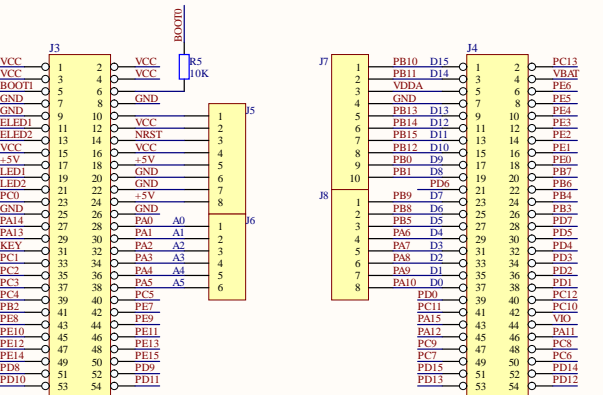 BOOT0
J3
R5
10K
J7
J4
VCC 1 2 VCC 1 PB10 D15 1 2 PC13
VCC 3 4 VCC 2 PB11 D14 3 4 VBAT
BOOT1 5 6 3 VDDA 5 6 PE6
GND 7 8 GND 4 GND 7 8 PE5
J5
GND 9 10 1 5 PB13 D13 9 10 PE4
ELED1 11 12 VCC 2 6 PB14 D12 11 12 PE3
ELED2 13 14 NRST 3 7 PB15 D11 13 14 PE2
VCC 15 16 VCC 4 8 PB12 D10 15 16 PE1
+5V 17 18 +5V 5 9 PB0 D9 17 18 PE0
LED1 19 20 GND 6 10 PB1 D8 19 20 PB7
LED2 21 22 GND 7 PD6 21 22 PB6
J8
PC0 23 24 +5V 8 1 PB9 D7 23 24 PB4
GND 25 26 GND 2 PB8 D6 25 26 PB3
J6
PA14 27 28 PA0 A0 1 3 PB5 D5 27 28 PD7
PA13 29 30 PA1 A1 2 4 PA6 D4 29 30 PD5
KEY 31 32 PA2 A2 3 5 PA7 D3 31 32 PD4
PC1 33 34 PA3 A3 4 6 PA8 D2 33 34 PD3
PC2 35 36 PA4 A4 5 7 PA9 D1 35 36 PD2
PC3 37 38 PA5 A5 6 8 PA10 D0 37 38 PD1
PC4 39 40 PC5 PD0 39 40 PC12
PB2 41 42 PE7 PC11 41 42 PC10
PE8 43 44 PE9 PA15 43 44 VIO
PE10 45 46 PE11 PA12 45 46 PA11
PE12 47 48 PE13 PC9 47 48 PC8
PE14 49 50 PE15 PC7 49 50 PC6
PD8 51 52 PD9 PD15 51 52 PD14
PD10 53 54 PD11 PD13 53 54 PD12